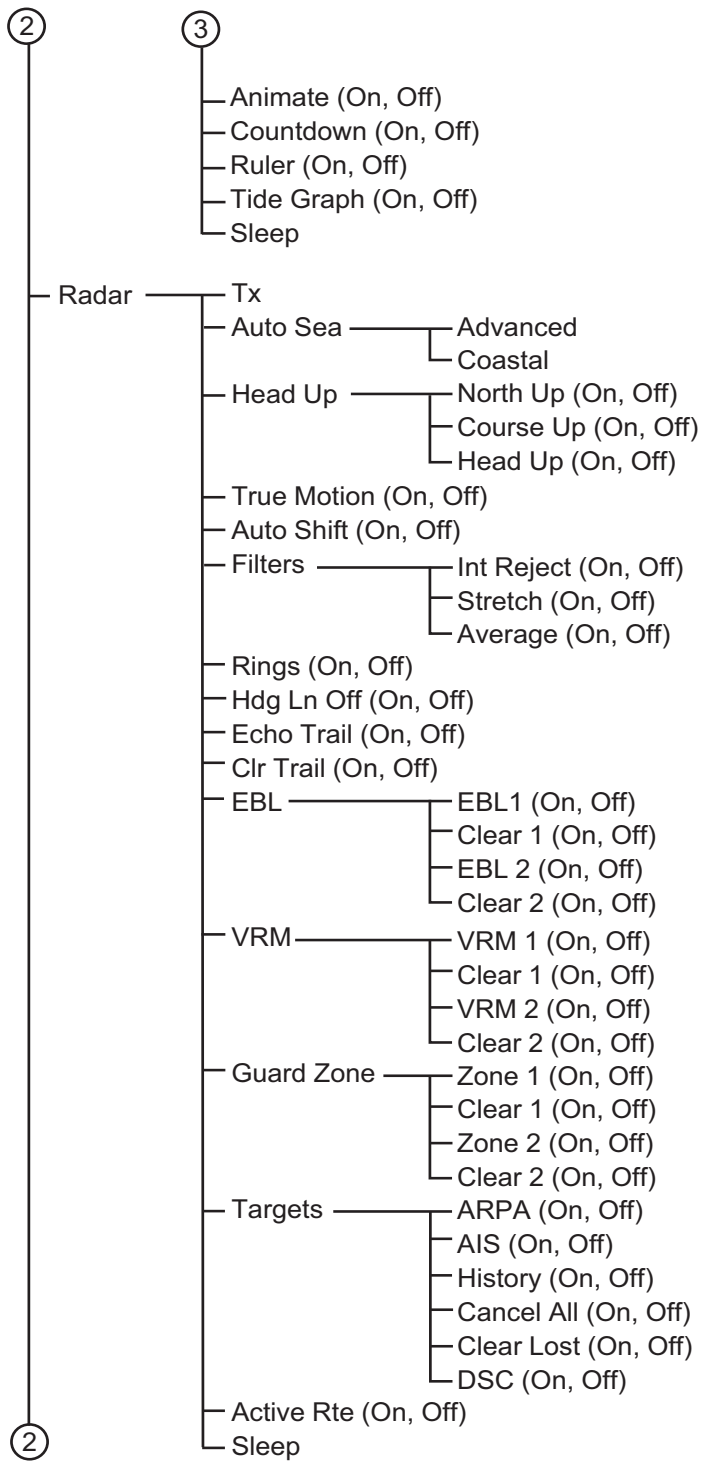 2 3
Animate (On, Off)
Countdown (On, Off)
Ruler (On, Off)
Tide Graph (On, Off)
Sleep
Radar Tx
Auto Sea Advanced
Coastal
Head Up North Up (On, Off)
Course Up (On, Off)
Head Up (On, Off)
True Motion (On, Off)
Auto Shift (On, Off)
Filters Int Reject (On, Off)
Stretch (On, Off)
Average (On, Off)
Rings (On, Off)
Hdg Ln Off (On, Off)
Echo Trail (On, Off)
Clr Trail (On, Off)
EBL EBL1 (On, Off)
Clear 1 (On, Off)
EBL 2 (On, Off)
Clear 2 (On, Off)
VRM VRM 1 (On, Off)
Clear 1 (On, Off)
VRM 2 (On, Off)
Clear 2 (On, Off)
Guard Zone Zone 1 (On, Off)
Clear 1 (On, Off)
Zone 2 (On, Off)
Clear 2 (On, Off)
Targets ARPA (On, Off)
AIS (On, Off)
History (On, Off)
Cancel All (On, Off)
Clear Lost (On, Off)
DSC (On, Off)
Active Rte (On, Off)
2 Sleep